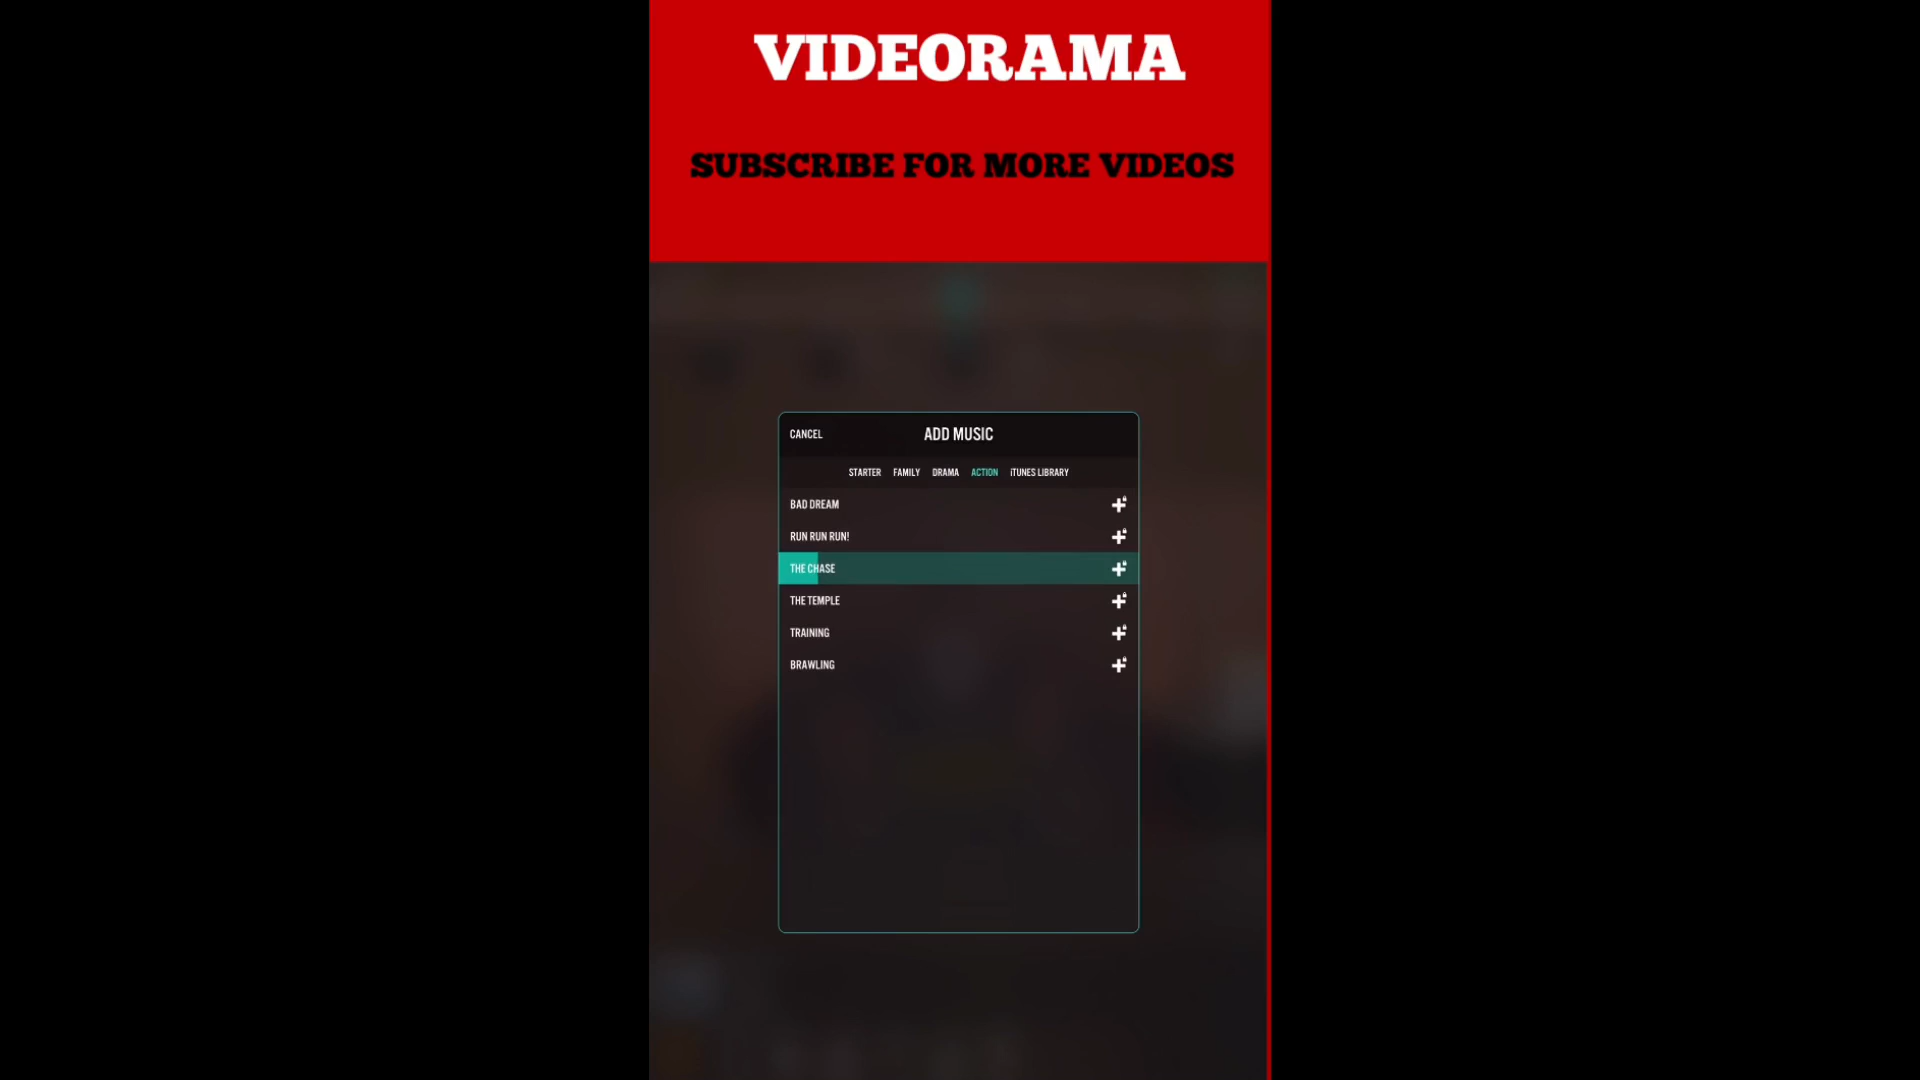 VIDEORAMA
SUBSCRIBE FOR MORE VIDEOS
CANCEL ADD MUSIC
STARTER FAMILY DRAMA ACTION iTUNES LIBRARY
BAD DREAM
RUN RUN RUN!
THE CHASE
THE TEMPLE
TRAINING
BRAWLING